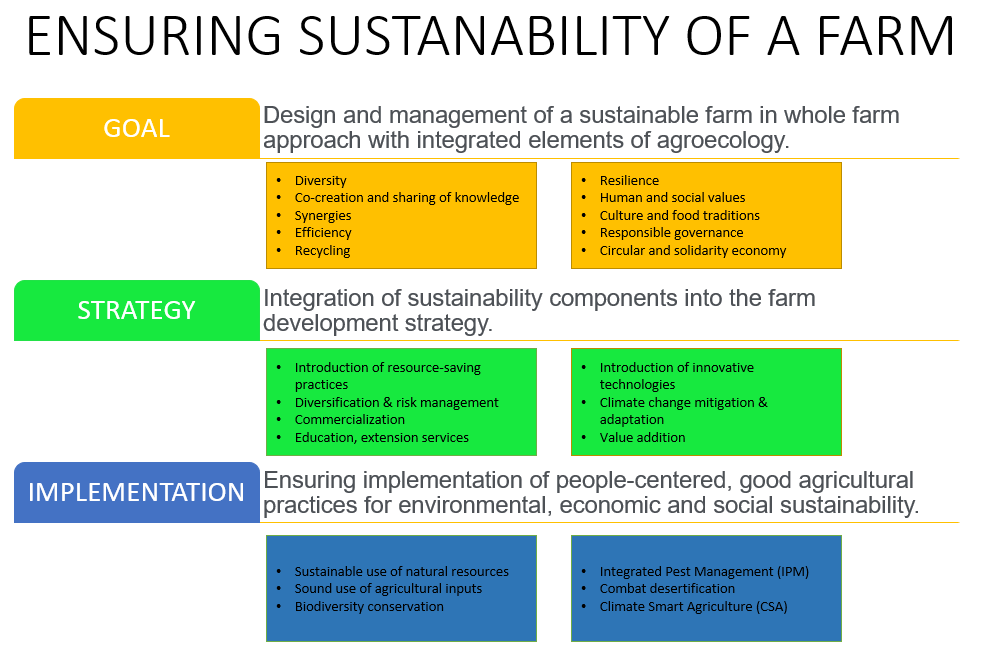 ENSURING SUSTANABILITY OF A FARM
GOAL
Design and management of a sustainable farm in whole farm
approach with integrated elements of agroecology.
• Diversity
• Co-creation and sharing of knowledge
• Synergies
• Efficiency
• Recycling
• Resilience
• Human and social values
• Culture and food traditions
• Responsible governance
• Circular and solidarity economy
STRATEGY
Integration of sustainability components into the farm
development strategy.
• Introduction of resource-saving
practices
• Diversification & risk management
• Commercialization
• Education, extension services
• Introduction of innovative
technologies
• Climate change mitigation &
adaptation
• Value addition
IMPLEMENTATION
Ensuring implementation of people-centered, good agricultural
practices for environmental, economic and social sustainability.
• Sustainable use of natural resources
• Sound use of agricultural inputs
• Biodiversity conservation
• Integrated Pest Management (IPM)
• Combat desertification
• Climate Smart Agriculture (CSA)